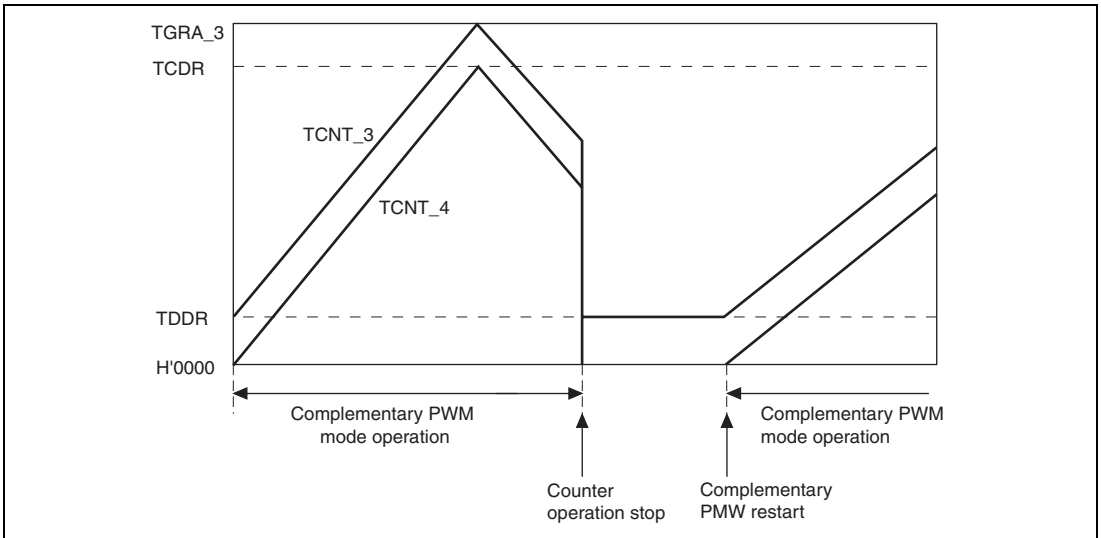 TGRA_3
TCDR
TCNT_3
TCNT_4
TDDR
H'0000
Complementary PWM
mode operation
Complementary PWM
mode operation
Counter
operation stop
Complementary
PMW restart